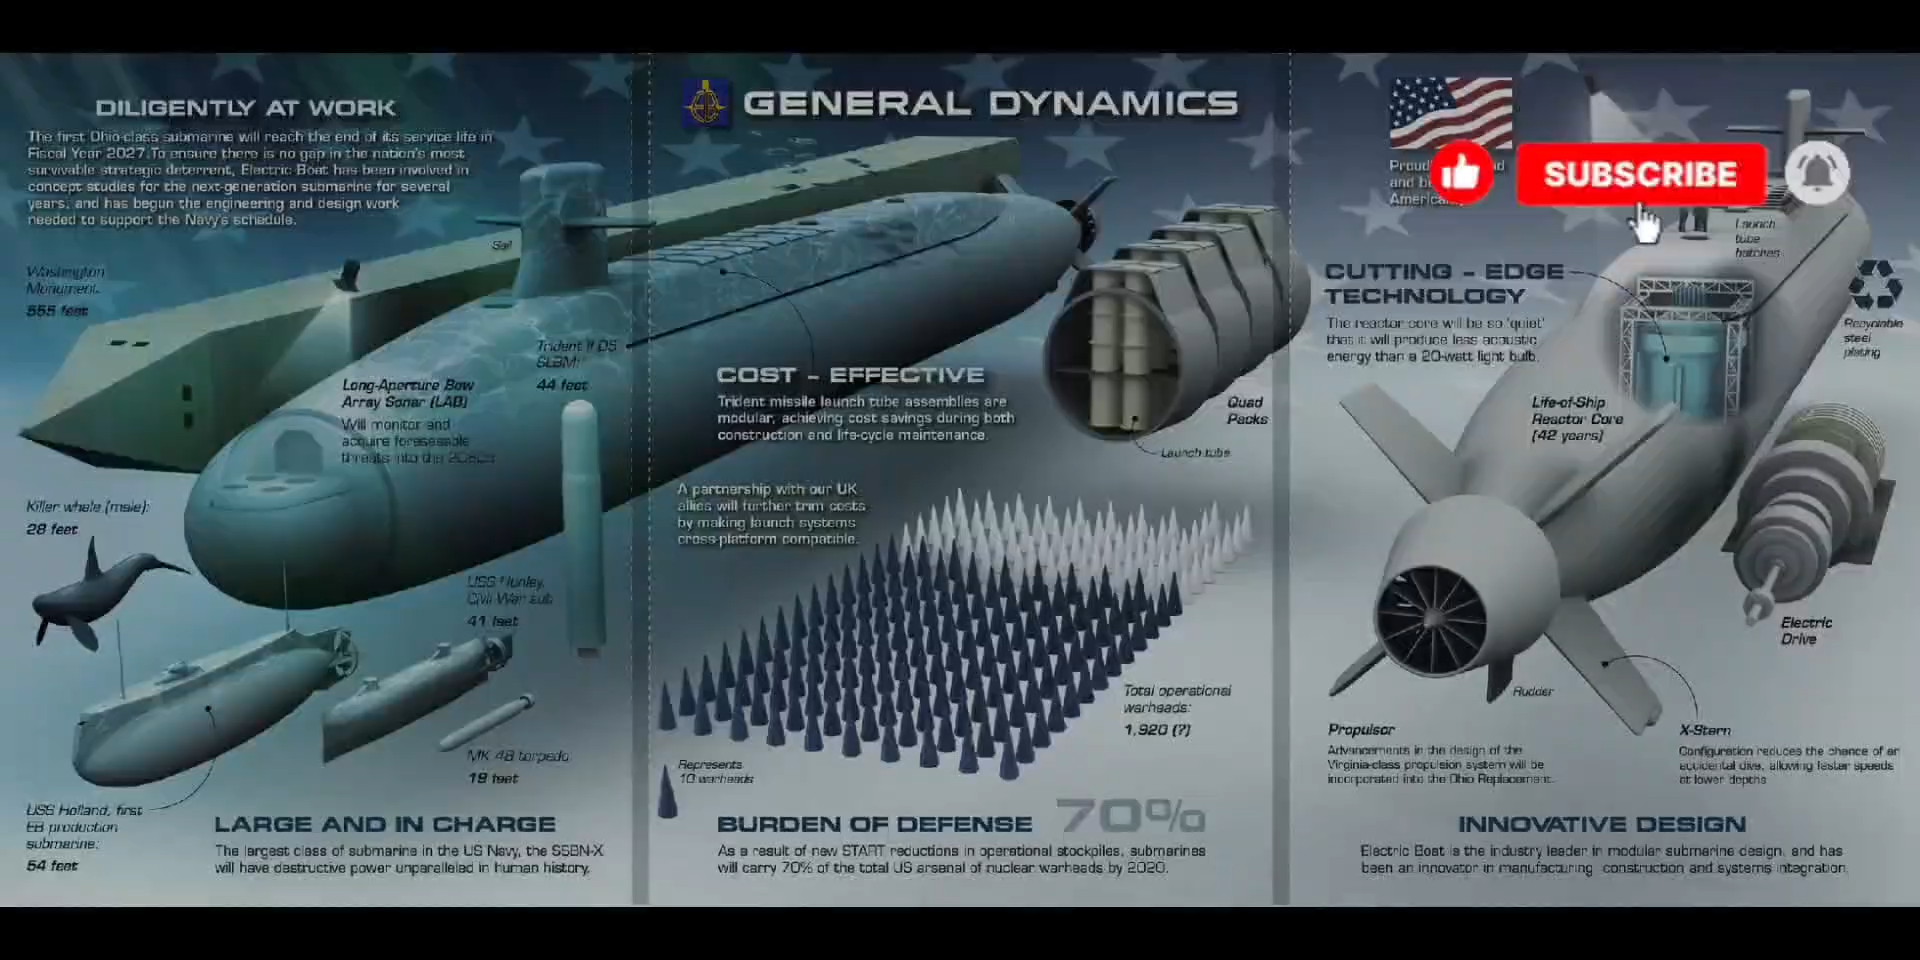 DILIGENTLY AT WORK
The first Ohio-class submarine will reach the end of its service life in
Fiscal Year 2027.To ensure there is no gap in the nation's most
survivable strategic deterrent, Electric Boat has been involved in
concept studies for the next-generation submarine for several
years, and has begun the engineering and design work
needed to support the Navy's schedule.
Washington
Monument:
555 feet
Sail
Trident II D5
SLBM:
44 feet
Long-Aperture Bow
Array Sonar (LAB)
Will monitor and
acquire foreseeable
threats into the
Killer whale (male):
28 feet
USS Hunley,
Civil War sub:
41 feet
MK 48 torpedo:
19 feet
USS Holland, first
EB production
submarine:
54 feet
LARGE AND IN CHARGE
The largest class of submarine in the US Navy, the SSBN-X
will have destructive power unparalleled in human history.
GENERAL DYNAMICS
COST - EFFECTIVE
Trident missile launch tube assemblies are
modular, achieving cost savings during both
construction and life-cycle maintenance.
Quad
Packs
Launch tube
A partnership with our UK
allies will further trim costs
by making launch systems
cross-platform compatible.
Total operational
warheads:
1,920 (?)
Represents
10 warheads
BURDEN OF DEFENSE 70%
As a result of new START reductions in operational stockpiles, submarines
will carry 70% of the total US arsenal of nuclear warheads by 2020.
SUBSCRIBE
Launch
tube
hatches
CUTTING - EDGE
TECHNOLOGY
The reactor core will be so 'quiet'
that it will produce less acoustic
energy than a 20-watt light bulb.
Recyclable
steel
plating
Life-of-Ship
Reactor Core
(42 years)
Electric
Drive
Rudder
Propulsor
Advancements in the design of the
Virginia-class propulsion system will be
incorporated into the Ohio Replacement.
X-Stern
Configuration reduces the chance of an
accidental dive, allowing faster speeds
at lower depths
INNOVATIVE DESIGN
Electric Boat is the industry leader in modular submarine design, and has
been an innovator in manufacturing construction and systems integration.